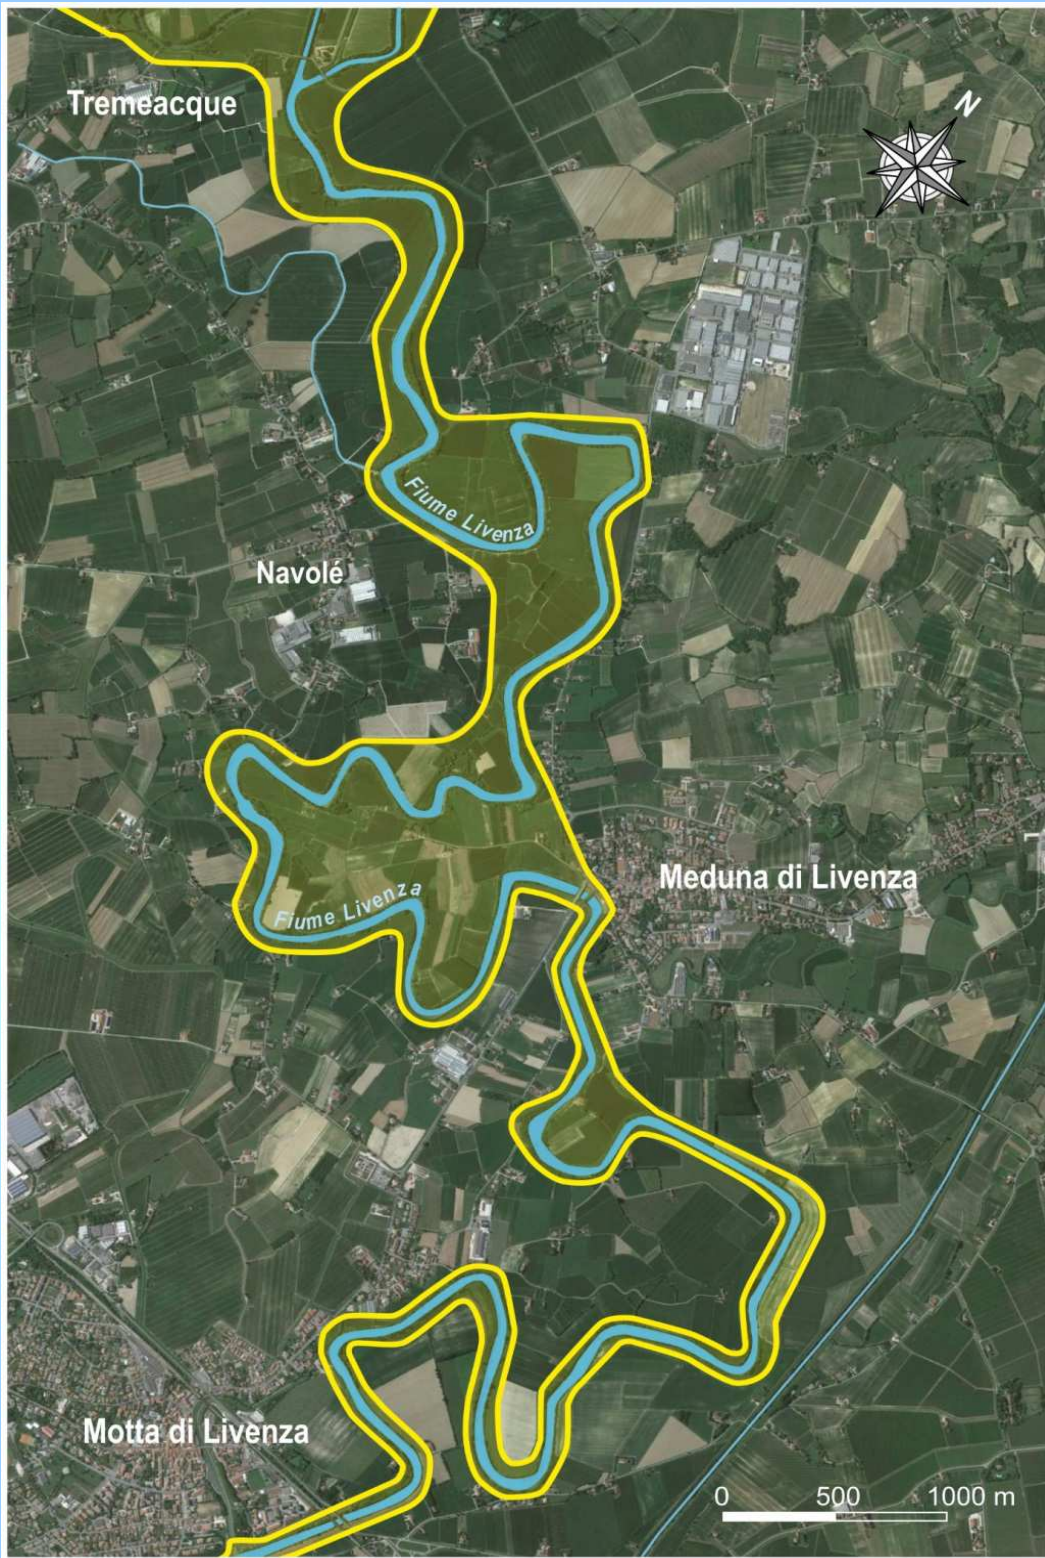 N
Tremeacque
Fiume Livenza
Navolé
Meduna di Livenza
Fiume Livenza
Motta di Livenza
0 500 1000 m